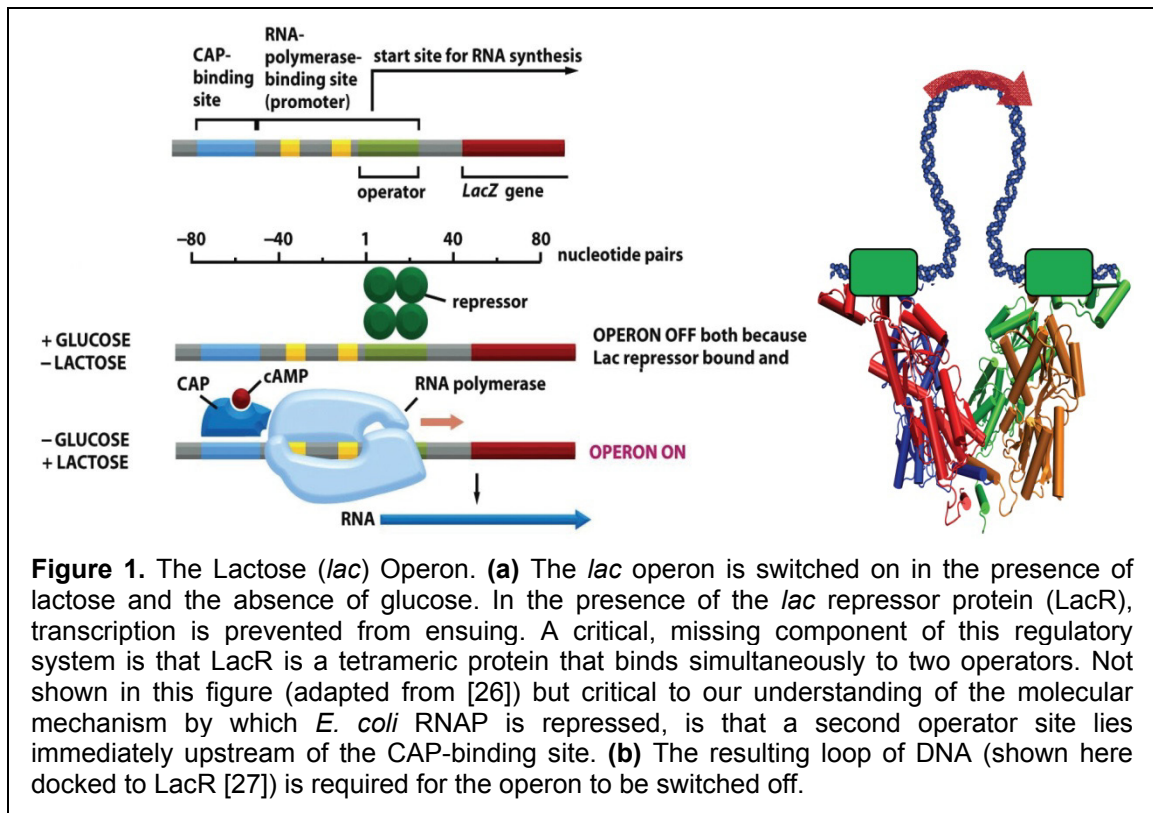 RNA-
polymerase-
binding site
(promoter)
CAP-
binding
site
start site for RNA synthesis
operator
LacZ gene
−80 −40 1 40 80
nucleotide pairs
repressor
+ GLUCOSE
− LACTOSE
OPERON OFF both because
Lac repressor bound and
CAP
cAMP
RNA polymerase
− GLUCOSE
+ LACTOSE
OPERON ON
RNA
Figure 1. The Lactose (lac) Operon. (a) The lac operon is switched on in the presence of
lactose and the absence of glucose. In the presence of the lac repressor protein (LacR),
transcription is prevented from ensuing. A critical, missing component of this regulatory
system is that LacR is a tetrameric protein that binds simultaneously to two operators. Not
shown in this figure (adapted from [26]) but critical to our understanding of the molecular
mechanism by which E. coli RNAP is repressed, is that a second operator site lies
immediately upstream of the CAP-binding site. (b) The resulting loop of DNA (shown here
docked to LacR [27]) is required for the operon to be switched off.